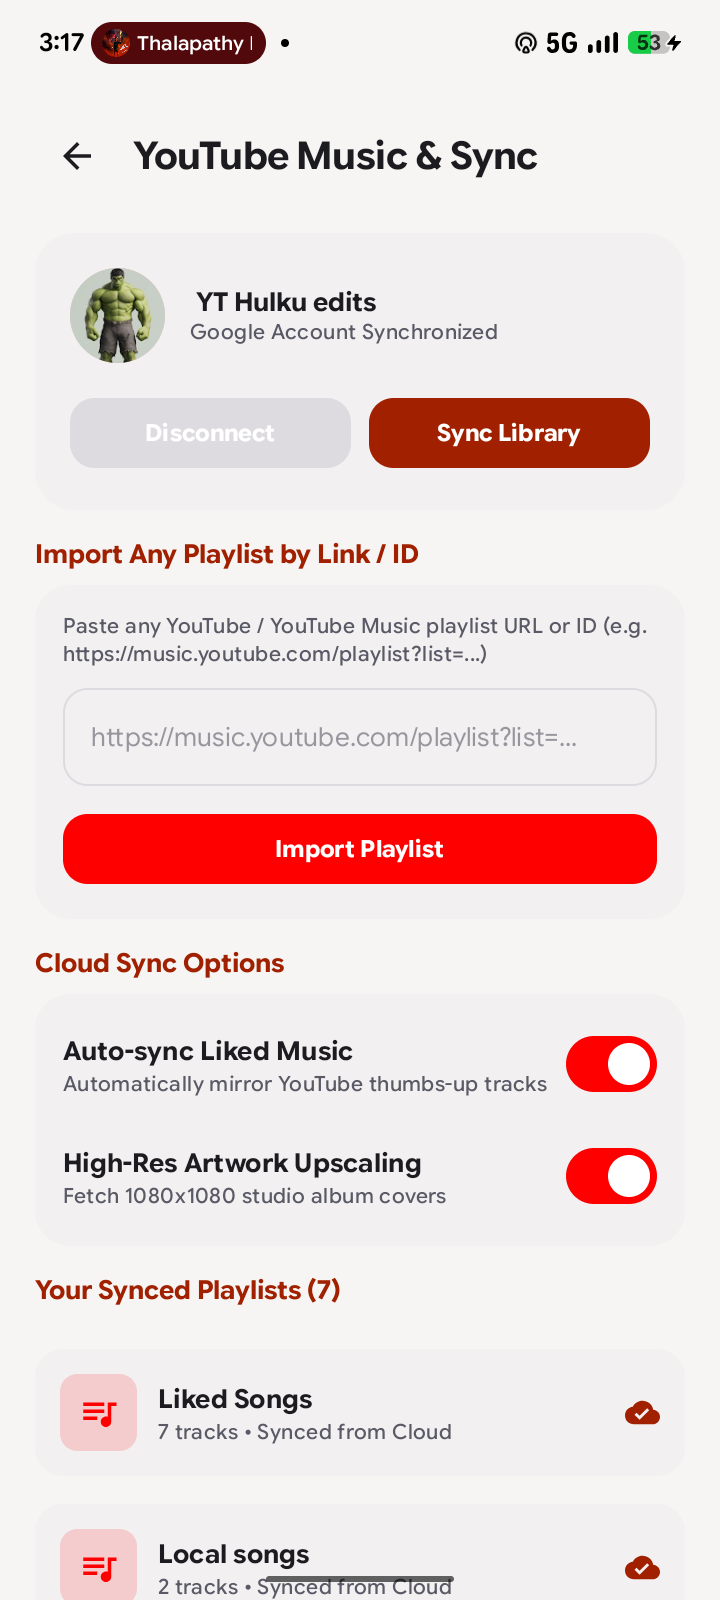 3:17 Thalapathy 5G 53
YouTube Music & Sync
YT Hulku edits
Google Account Synchronized
Disconnect Sync Library
Import Any Playlist by Link / ID
Paste any YouTube / YouTube Music playlist URL or ID (e.g.
https://music.youtube.com/playlist?list=...)
https://music.youtube.com/playlist?list=...
Import Playlist
Cloud Sync Options
Auto-sync Liked Music
Automatically mirror YouTube thumbs-up tracks
High-Res Artwork Upscaling
Fetch 1080x1080 studio album covers
Your Synced Playlists (7)
Liked Songs
7 tracks • Synced from Cloud
Local songs
2 tracks • Synced from Cloud